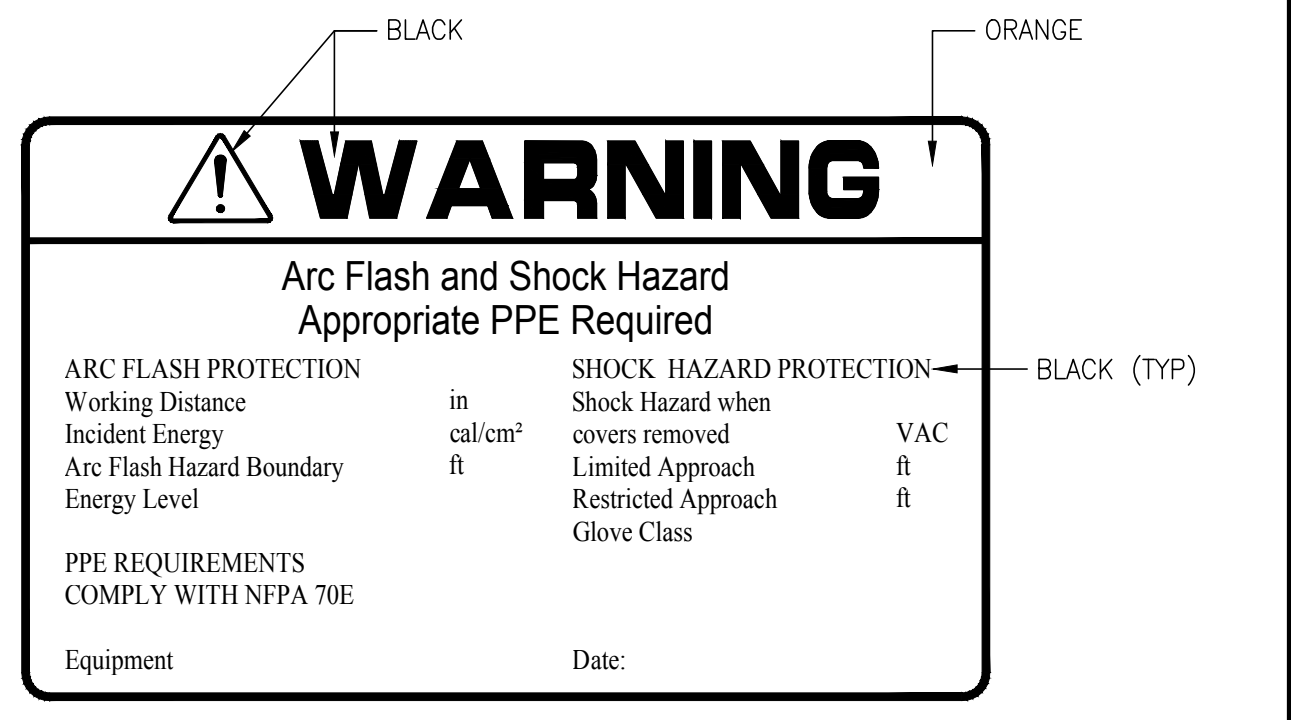 BLACK
ORANGE
WARNING
Arc Flash and Shock Hazard
Appropriate PPE Required
ARC FLASH PROTECTION
Working Distance in
Incident Energy cal/cm²
Arc Flash Hazard Boundary ft
Energy Level
PPE REQUIREMENTS
COMPLY WITH NFPA 70E
Equipment
SHOCK HAZARD PROTECTION
Shock Hazard when
covers removed VAC
Limited Approach ft
Restricted Approach ft
Glove Class
Date:
BLACK (TYP)